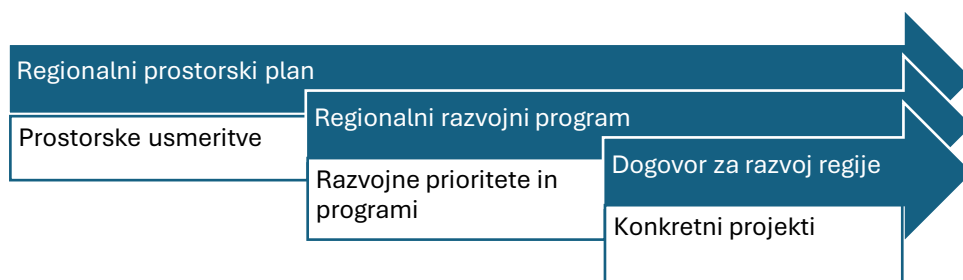 Regionalni prostorski plan
Prostorske usmeritve
Regionalni razvojni program
Razvojne prioritete in
programi
Dogovor za razvoj regije
Konkretni projekti